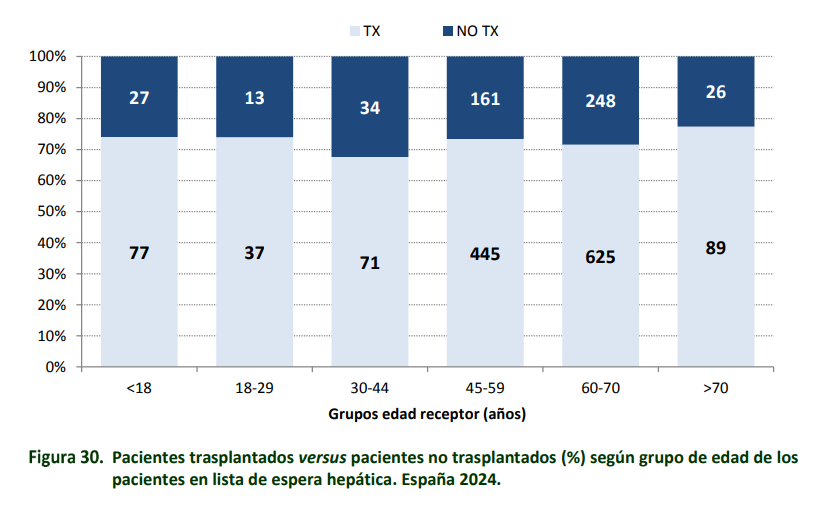 TX NO TX
100%
90%
80%
70%
60%
50%
40%
30%
20%
10%
0%
27 13 34 161 248 26
77 37 71 445 625 89
<18 18-29 30-44 45-59 60-70 >70
Grupos edad receptor (años)
Figura 30. Pacientes trasplantados versus pacientes no trasplantados (%) según grupo de edad de los
pacientes en lista de espera hepática. España 2024.